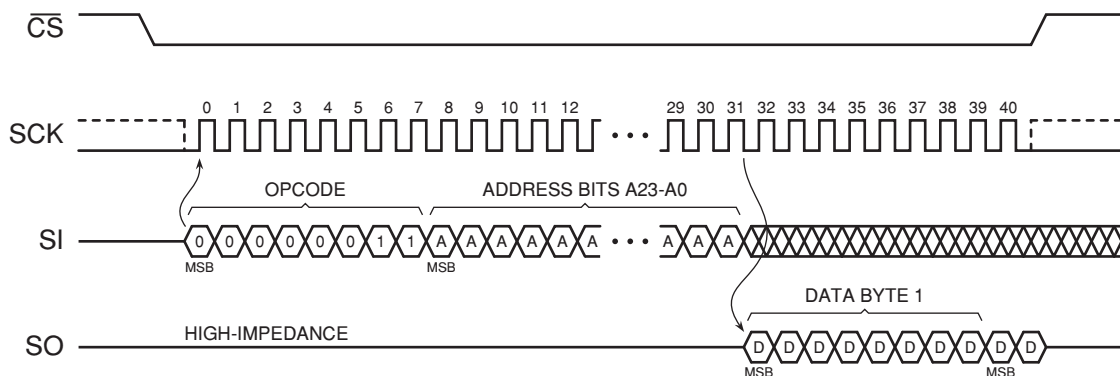 CS
0 1 2 3 4 5 6 7 8 9 10 11 12 29 30 31 32 33 34 35 36 37 38 39 40
SCK
OPCODE ADDRESS BITS A23-A0
SI 0 0 0 0 0 0 1 1 A A A A A A A A A
MSB MSB
DATA BYTE 1
HIGH-IMPEDANCE
SO D D D D D D D D D D
MSB MSB